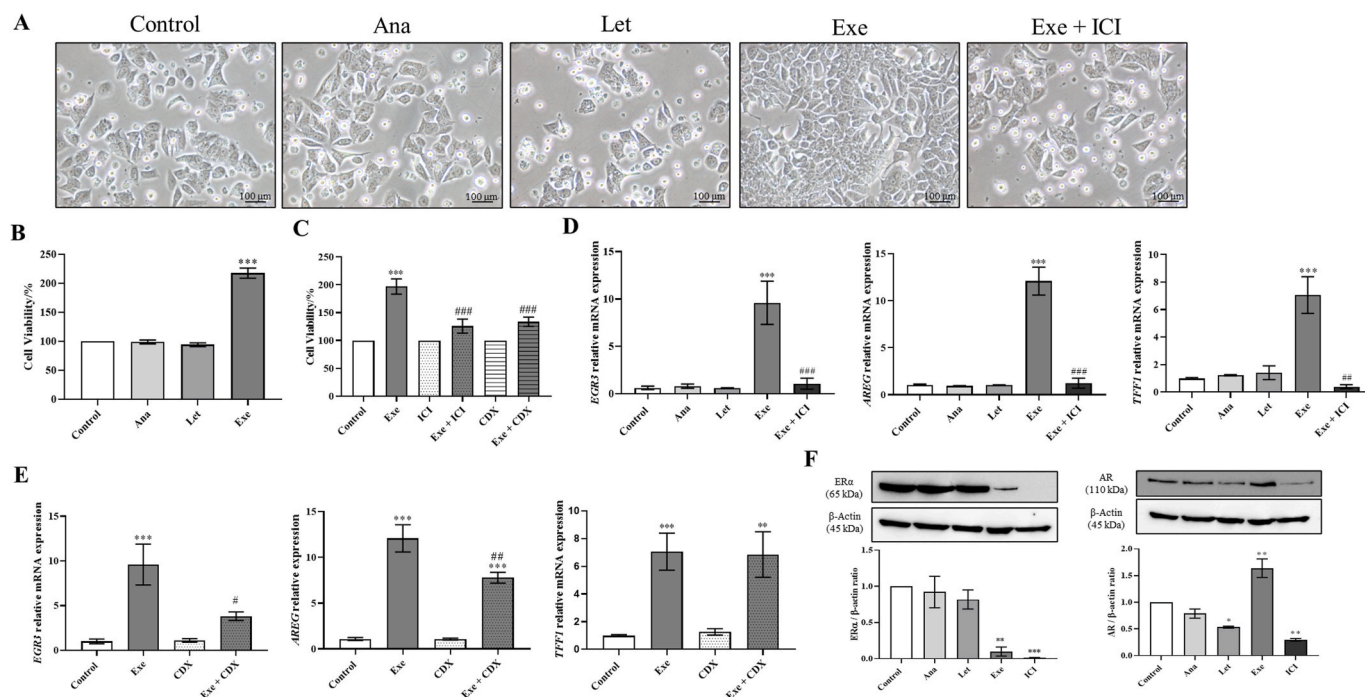 A
Control
Ana
Let
Exe
Exe + ICI
100 µm
100 µm
100 µm
100 µm
100 µm
B
Cell Viability/%
250
200
150
100
50
0
***
Control
Ana
Let
Exe
C
Cell Viability/%
250
200
150
100
50
0
***
###
###
Control
Exe
ICI
Exe + ICI
CDX
Exe + CDX
D
EGR3 relative mRNA expression
15
10
5
0
***
###
Control
Ana
Let
Exe
Exe + ICI
AREG relative mRNA expression
15
10
5
0
***
###
Control
Ana
Let
Exe
Exe + ICI
TFF1 relative mRNA expression
10
8
6
4
2
0
***
##
Control
Ana
Let
Exe
Exe + ICI
E
EGR3 relative mRNA expression
15
10
5
0
***
#
Control
Exe
CDX
Exe + CDX
AREG relative expression
15
10
5
0
***
##
***
Control
Exe
CDX
Exe + CDX
TFF1 relative mRNA expression
10
8
6
4
2
0
***
**
Control
Exe
CDX
Exe + CDX
F
ERα
(65 kDa)
β-Actin
(45 kDa)
ERα / β-actin ratio
1.5
1.0
0.5
0.0
**
***
Control
Ana
Let
Exe
ICI
AR
(110 kDa)
β-Actin
(45 kDa)
AR / β-actin ratio
2.0
1.5
1.0
0.5
0.0
*
**
**
Control
Ana
Let
Exe
ICI